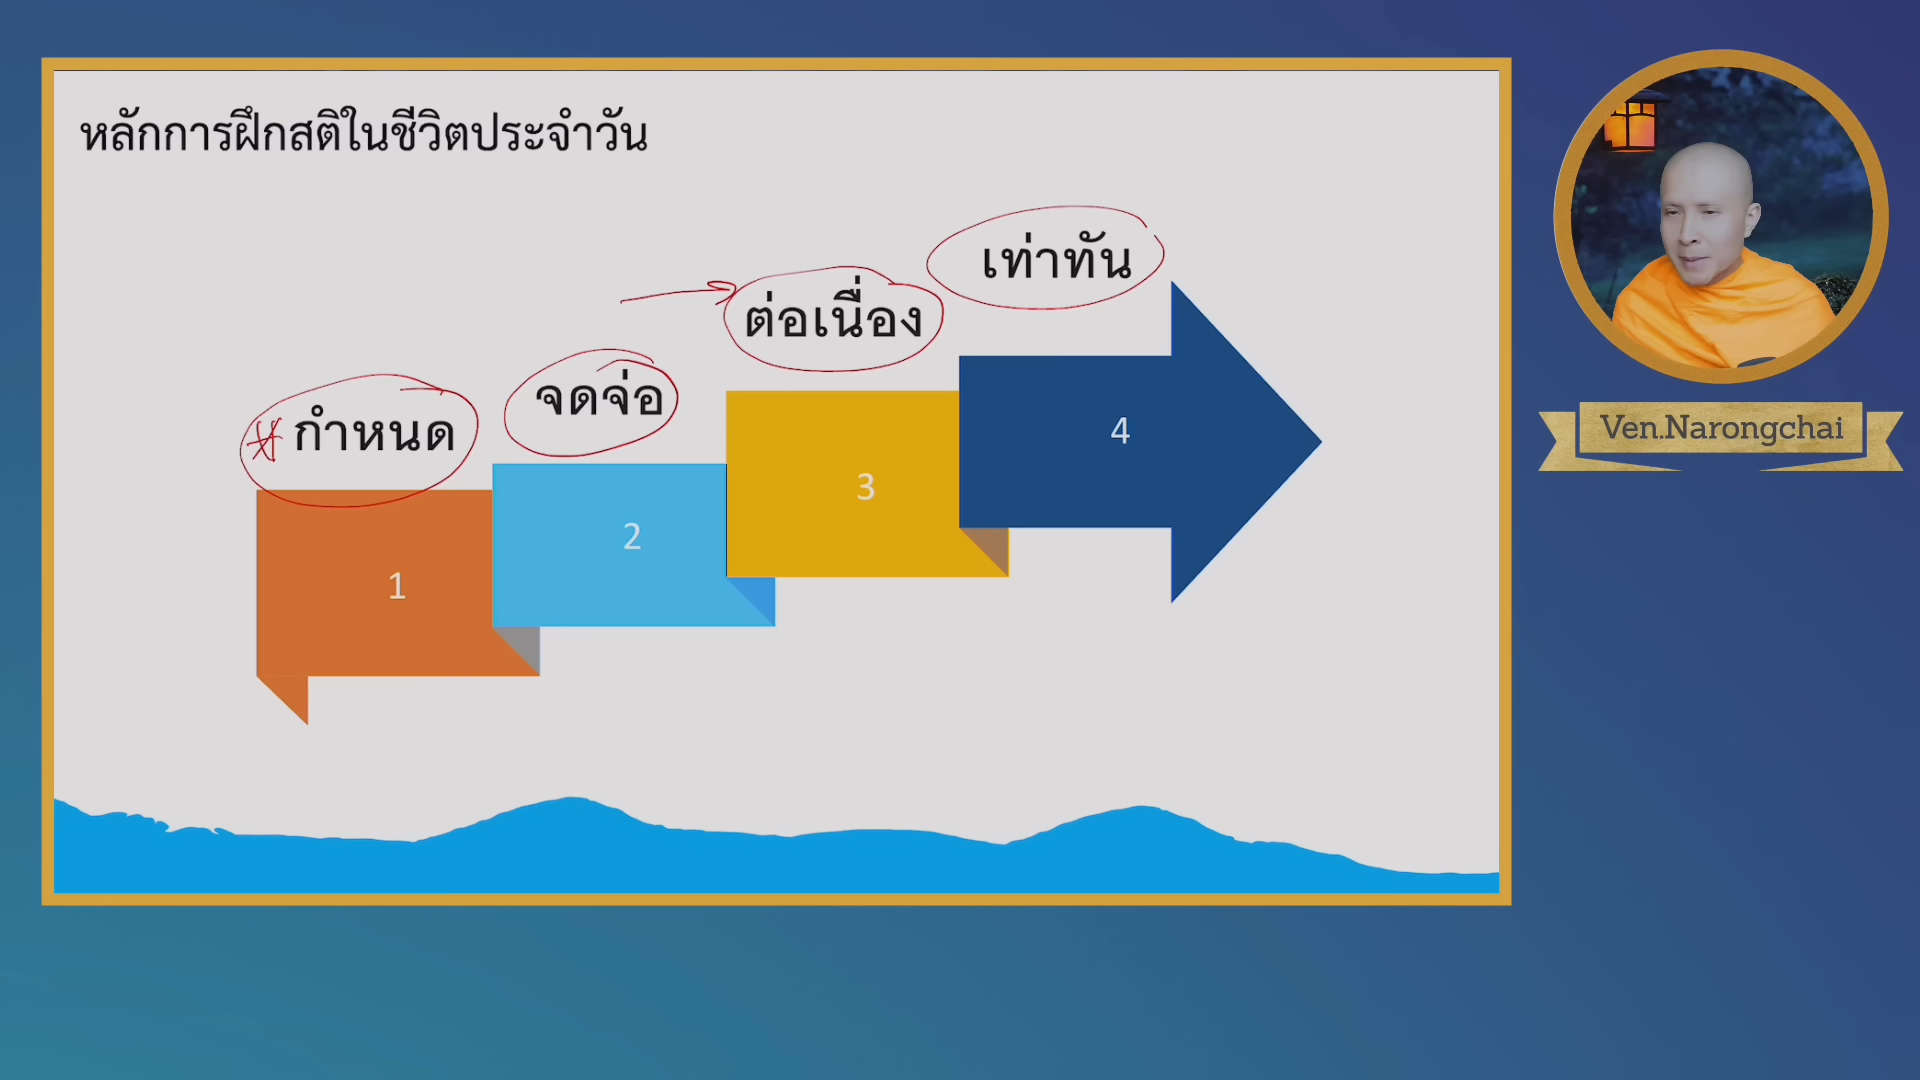 หลักการฝึกสติในชีวิตประจำวัน
กำหนด
จดจ่อ
ต่อเนื่อง
เท่าทัน
1
2
3
4
Ven.Narongchai